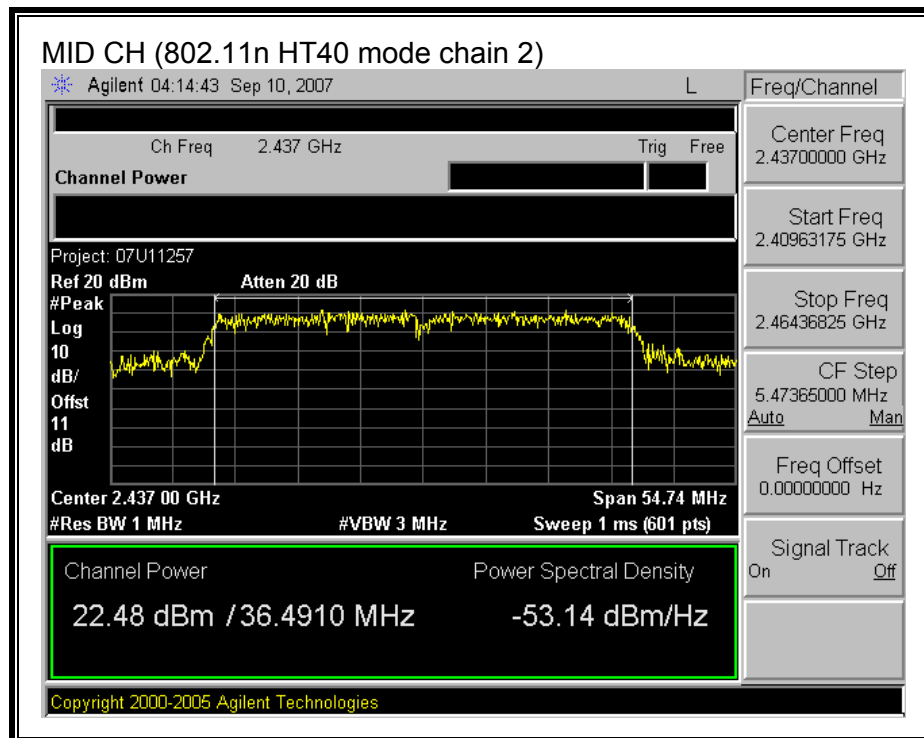 MID CH (802.11n HT40 mode chain 2)
Agilent 04:14:43 Sep 10, 2007 L
Freq/Channel
Ch Freq 2.437 GHz Trig Free
Channel Power
Center Freq
2.43700000 GHz
Start Freq
2.40963175 GHz
Stop Freq
2.46436825 GHz
CF Step
5.47365000 MHz
Auto Man
Freq Offset
0.00000000 Hz
Signal Track
On Off
Project: 07U11257
Ref 20 dBm Atten 20 dB
#Peak
Log
10
dB/
Offst
11
dB
Center 2.437 00 GHz Span 54.74 MHz
#Res BW 1 MHz #VBW 3 MHz Sweep 1 ms (601 pts)
Channel Power Power Spectral Density
22.48 dBm / 36.4910 MHz -53.14 dBm/Hz
Copyright 2000-2005 Agilent Technologies